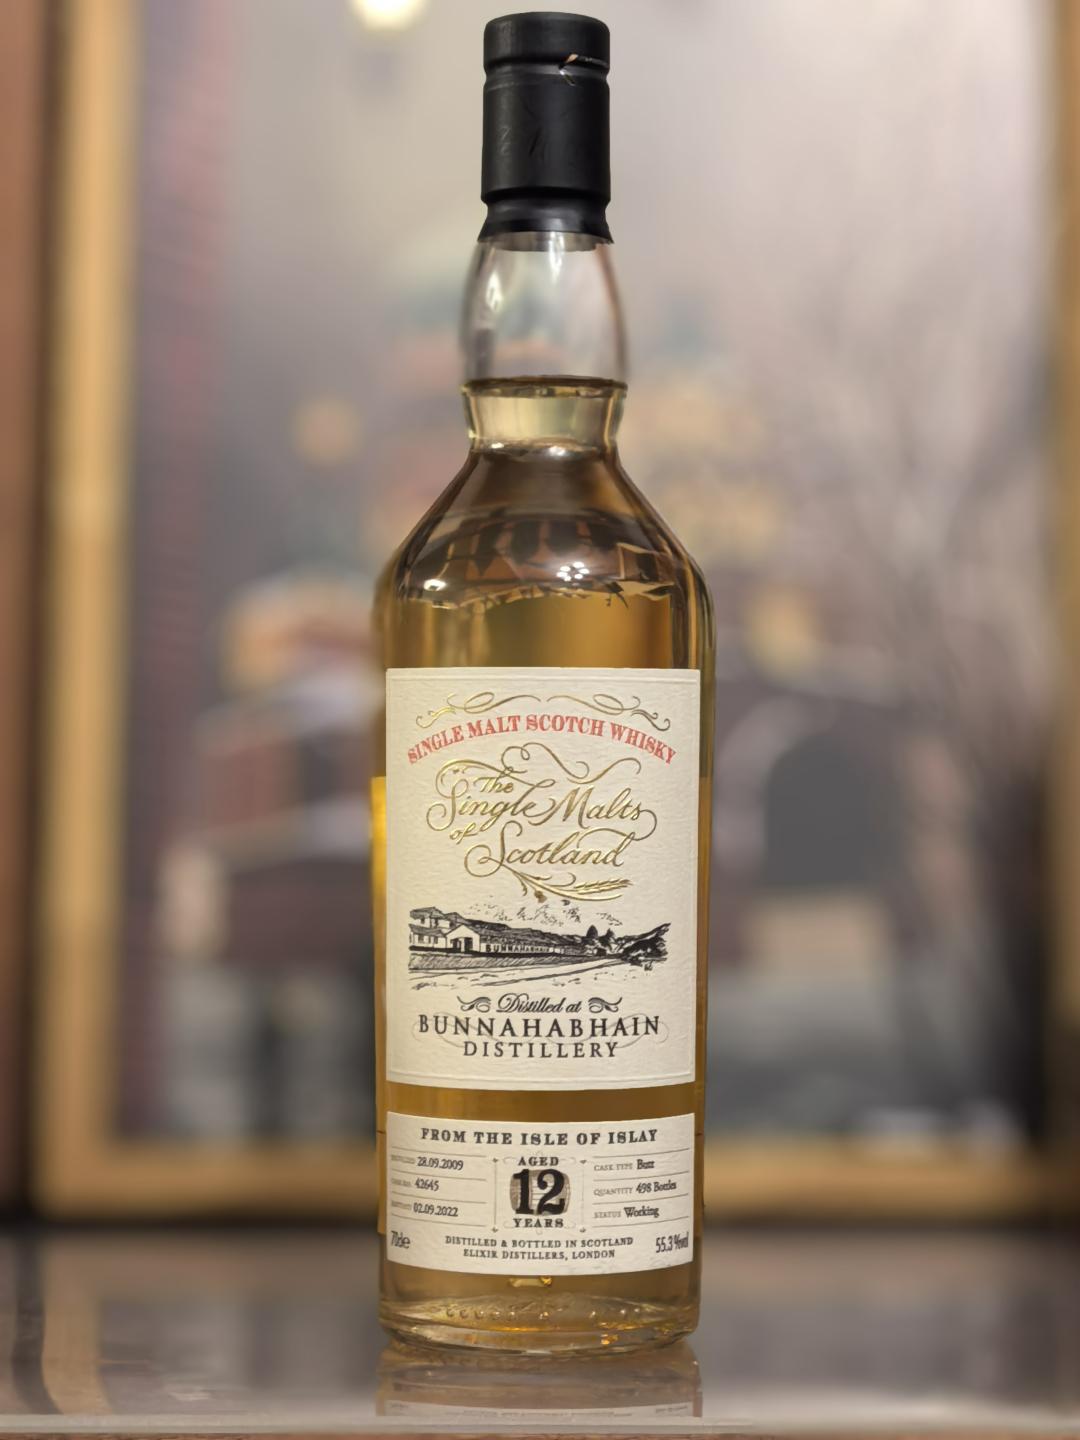 SINGLE MALT SCOTCH WHISKY
The
Single Malts
of Scotland
BUNNAHABHAIN
Distilled at
BUNNAHABHAIN
DISTILLERY
FROM THE ISLE OF ISLAY
28.09.2009
42645
02.09.2022
AGED
12
YEARS
CASK TYPE Butt
QUANTITY 498 Bottles
STATUS Working
70cle
DISTILLED & BOTTLED IN SCOTLAND
ELIXIR DISTILLERS, LONDON
55.3%vol